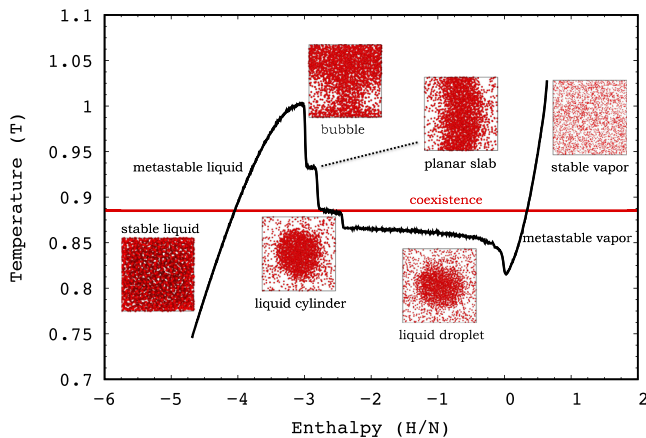 1.1
1.05
1
0.95
0.9
0.85
0.8
0.75
0.7
Temperature (T)
bubble
planar slab
stable vapor
metastable liquid
coexistence
stable liquid
metastable vapor
liquid cylinder
liquid droplet
−6 −5 −4 −3 −2 −1 0 1 2
Enthalpy (H/N)